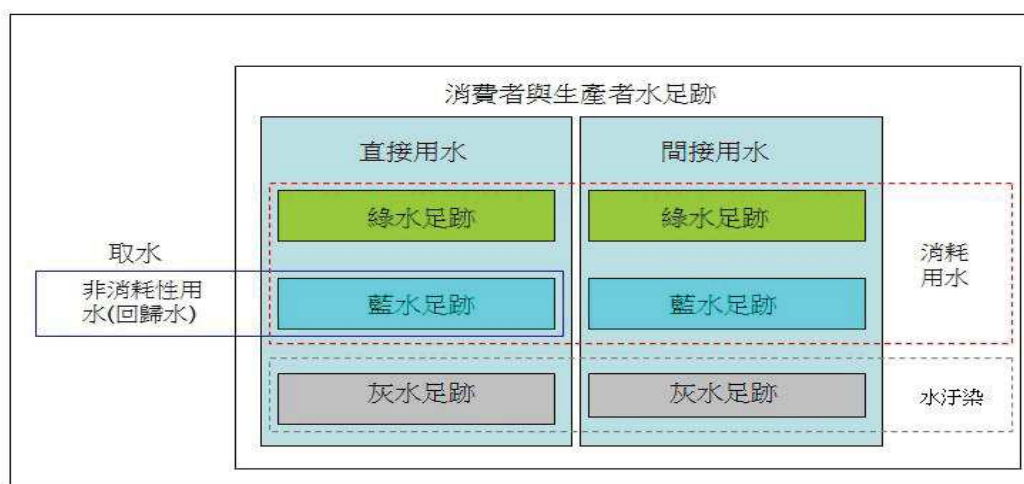 消費者與生產者水足跡
直接用水
間接用水
綠水足跡
綠水足跡
取水
非消耗性用
水(回歸水)
藍水足跡
藍水足跡
消耗
用水
灰水足跡
灰水足跡
水汙染